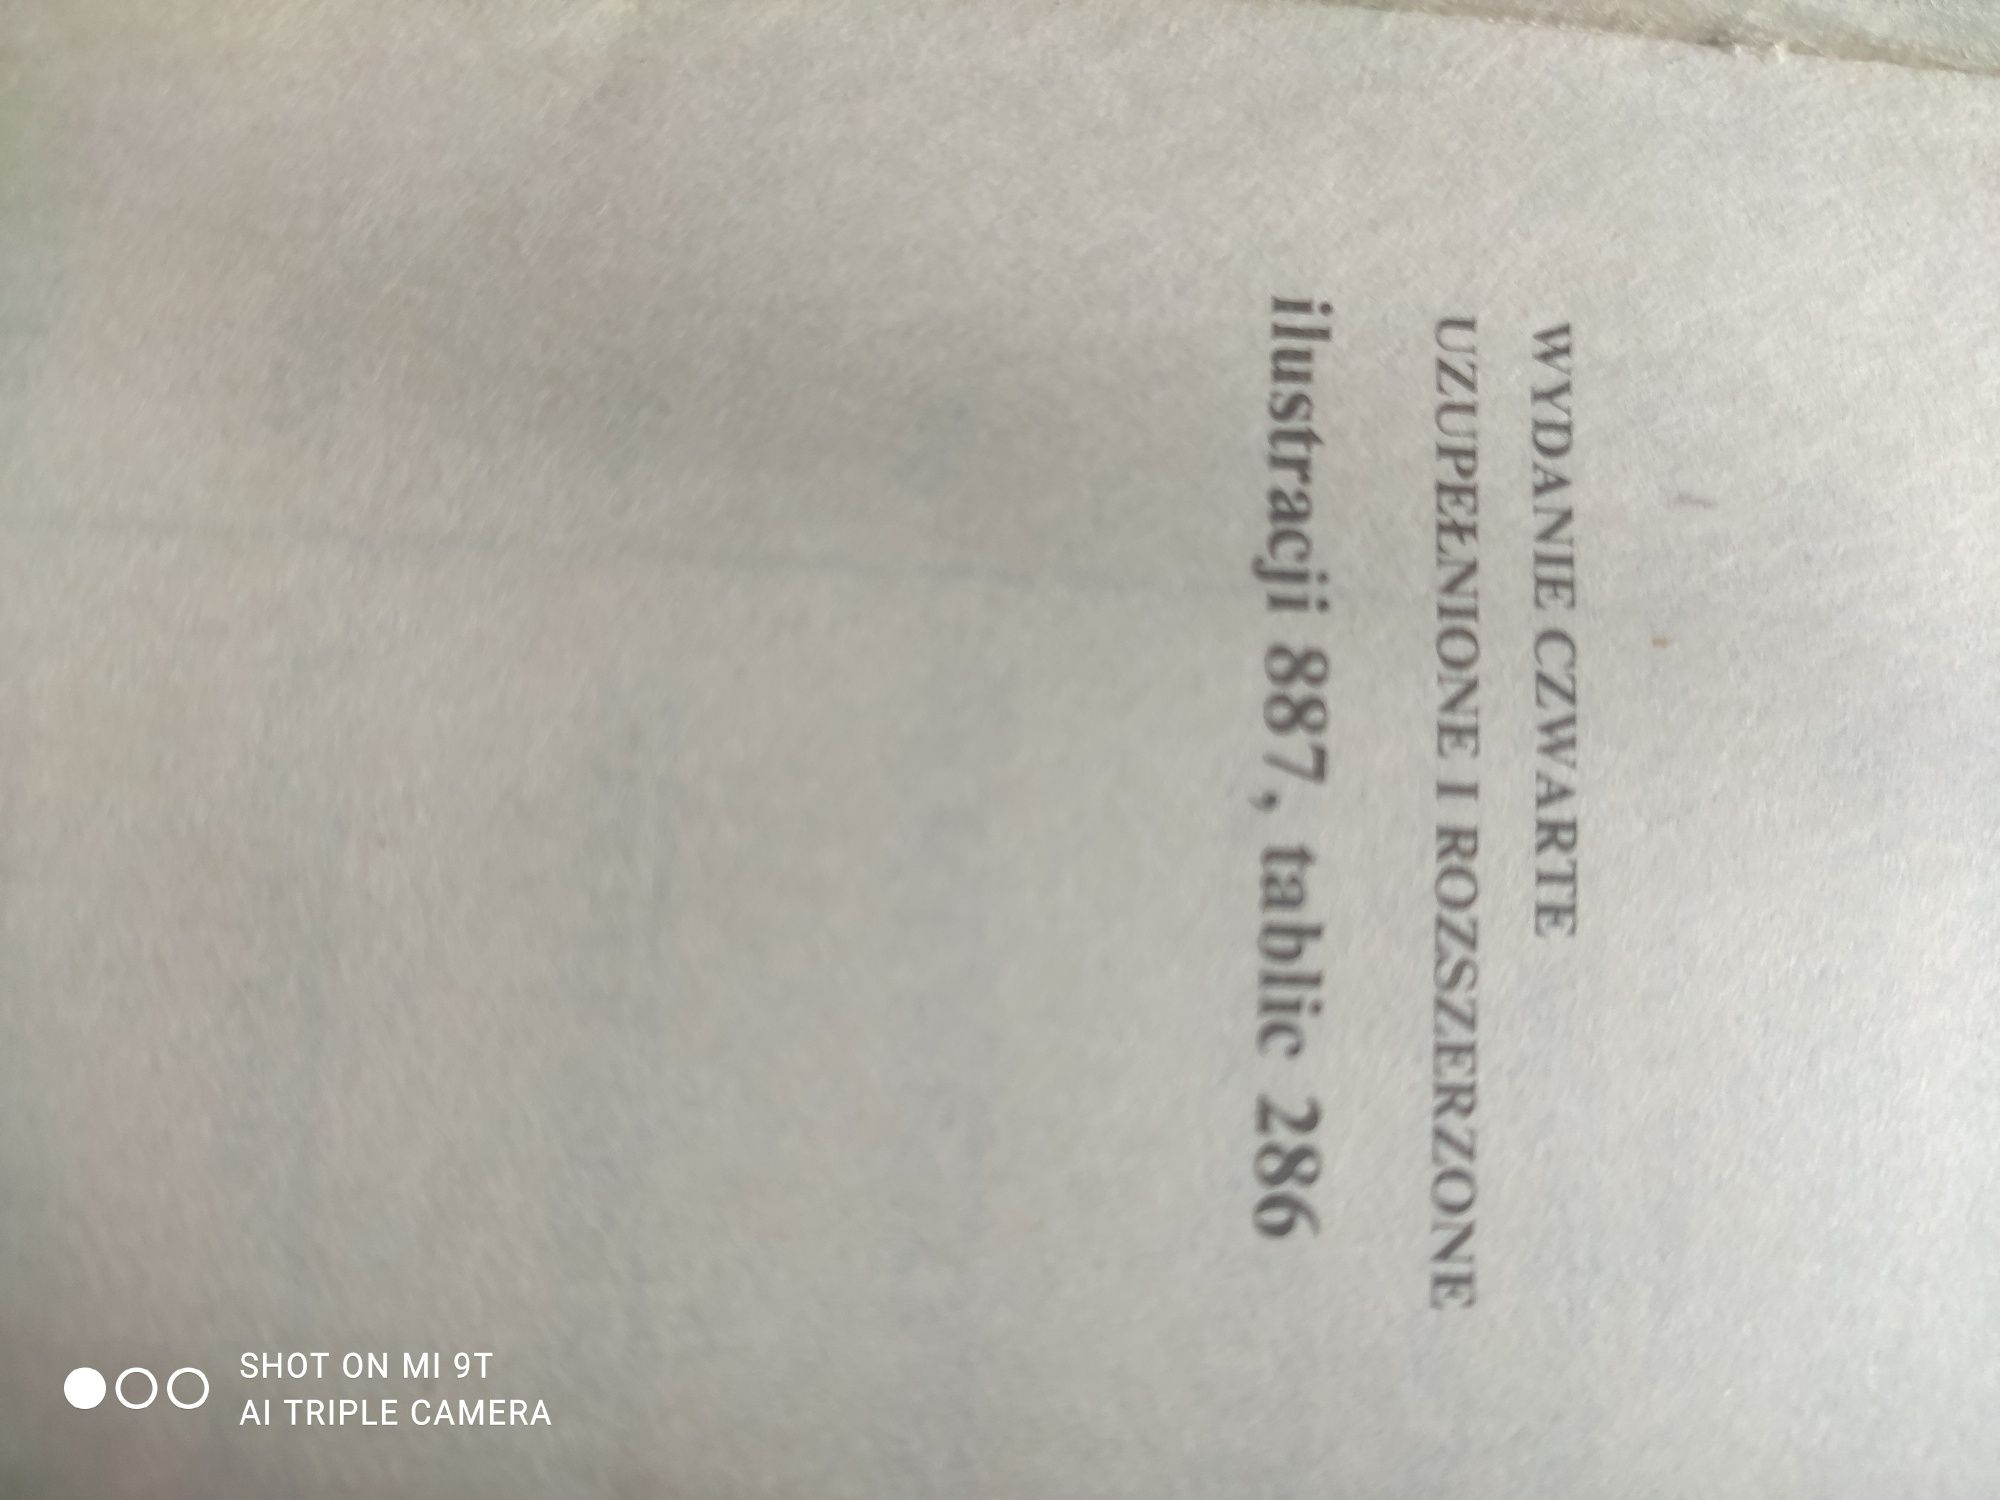 WYDANIE CZWARTE
UZUPEŁNIONE I ROZSZERZONE
ilustracji 887, tablic 286
SHOT ON MI 9T
AI TRIPLE CAMERA